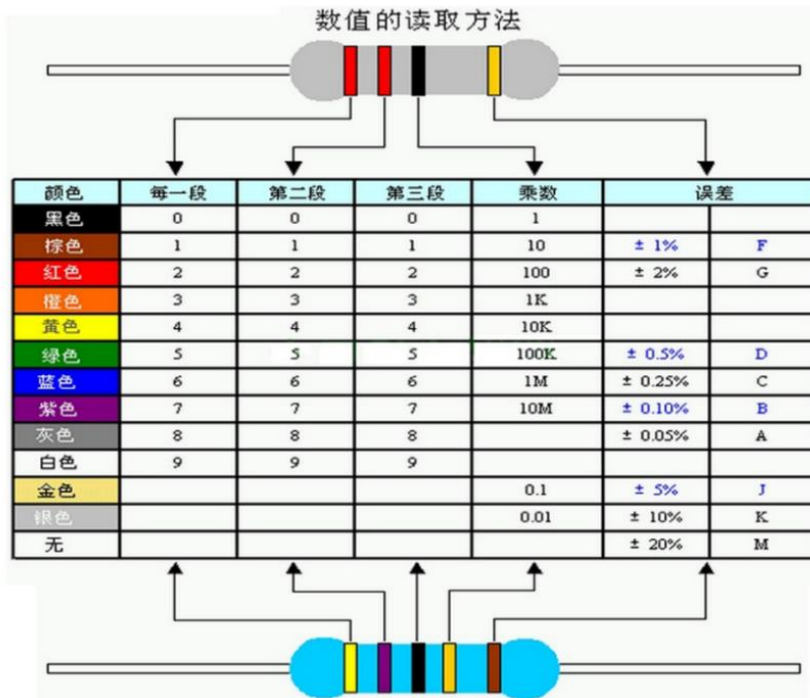 数值的读取方法
颜色 每一段 第二段 第三段 乘数 误差
黑色 0 0 0 1
棕色 1 1 1 10 ± 1% F
红色 2 2 2 100 ± 2% G
橙色 3 3 3 1K
黄色 4 4 4 10K
绿色 5 5 5 100K ± 0.5% D
蓝色 6 6 6 1M ± 0.25% C
紫色 7 7 7 10M ± 0.10% B
灰色 8 8 8 ± 0.05% A
白色 9 9 9
金色 0.1 ± 5% J
银色 0.01 ± 10% K
无 ± 20% M